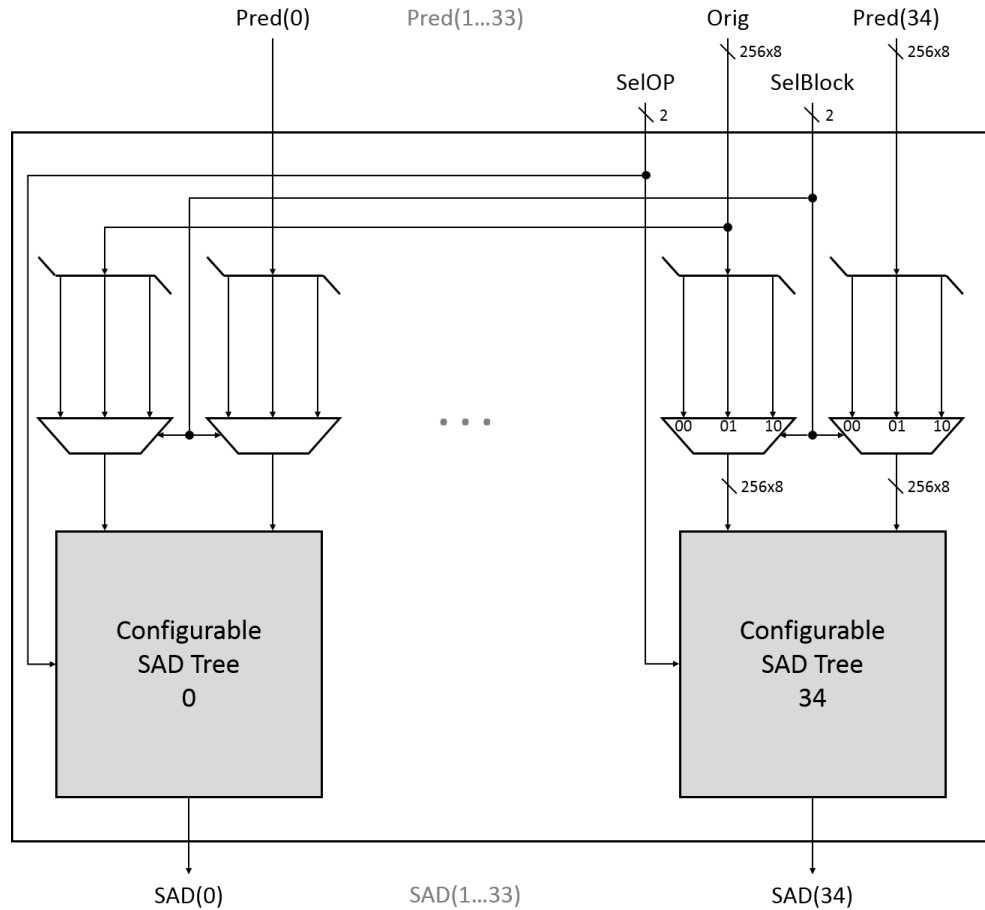 Pred(0)
Pred(1...33)
Orig
Pred(34)
256x8
256x8
SelOP
SelBlock
2
2
00
01
10
00
01
10
256x8
256x8
Configurable
SAD Tree
0
Configurable
SAD Tree
34
SAD(0)
SAD(1...33)
SAD(34)